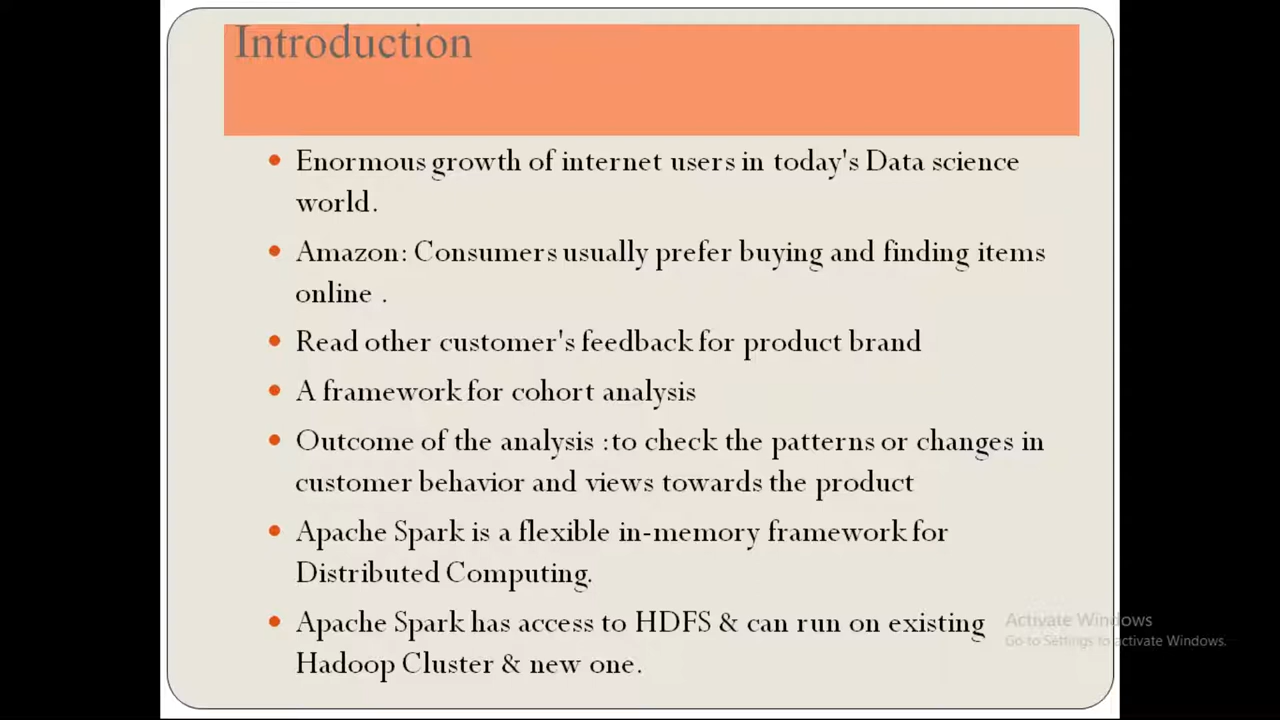 Introduction
Enormous growth of internet users in today's Data science
world.
Amazon: Consumers usually prefer buying and finding items
online .
Read other customer's feedback for product brand
A framework for cohort analysis
Outcome of the analysis :to check the patterns or changes in
customer behavior and views towards the product
Apache Spark is a flexible in-memory framework for
Distributed Computing.
Apache Spark has access to HDFS & can run on existing
Hadoop Cluster & new one.
Activate Windows
Go to Settings to activate Windows.